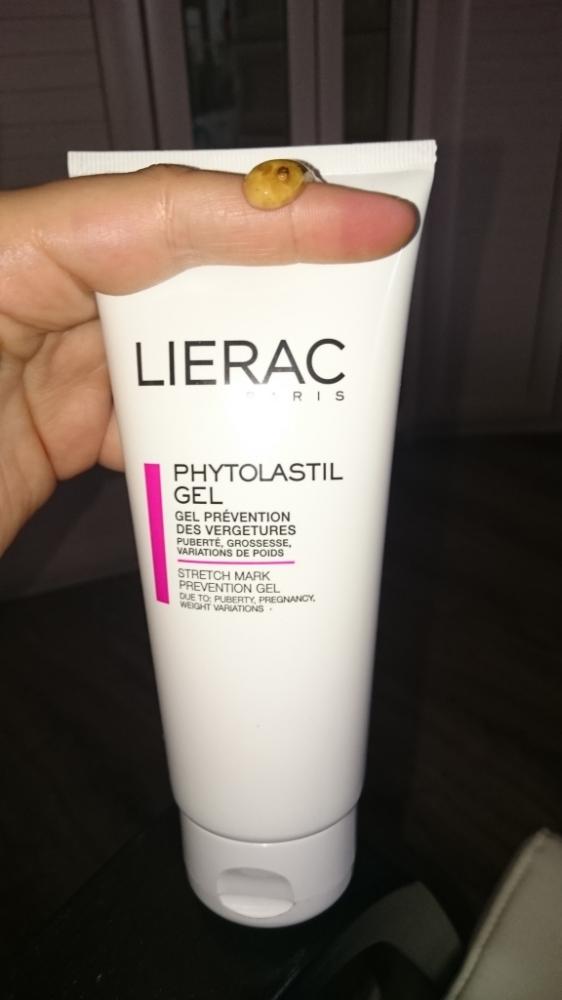 LIERAC
PARIS
PHYTOLASTIL
GEL
GEL PRÉVENTION
DES VERGETURES
PUBERTÉ, GROSSESSE,
VARIATIONS DE POIDS
STRETCH MARK
PREVENTION GEL
DUE TO: PUBERTY, PREGNANCY,
WEIGHT VARIATIONS